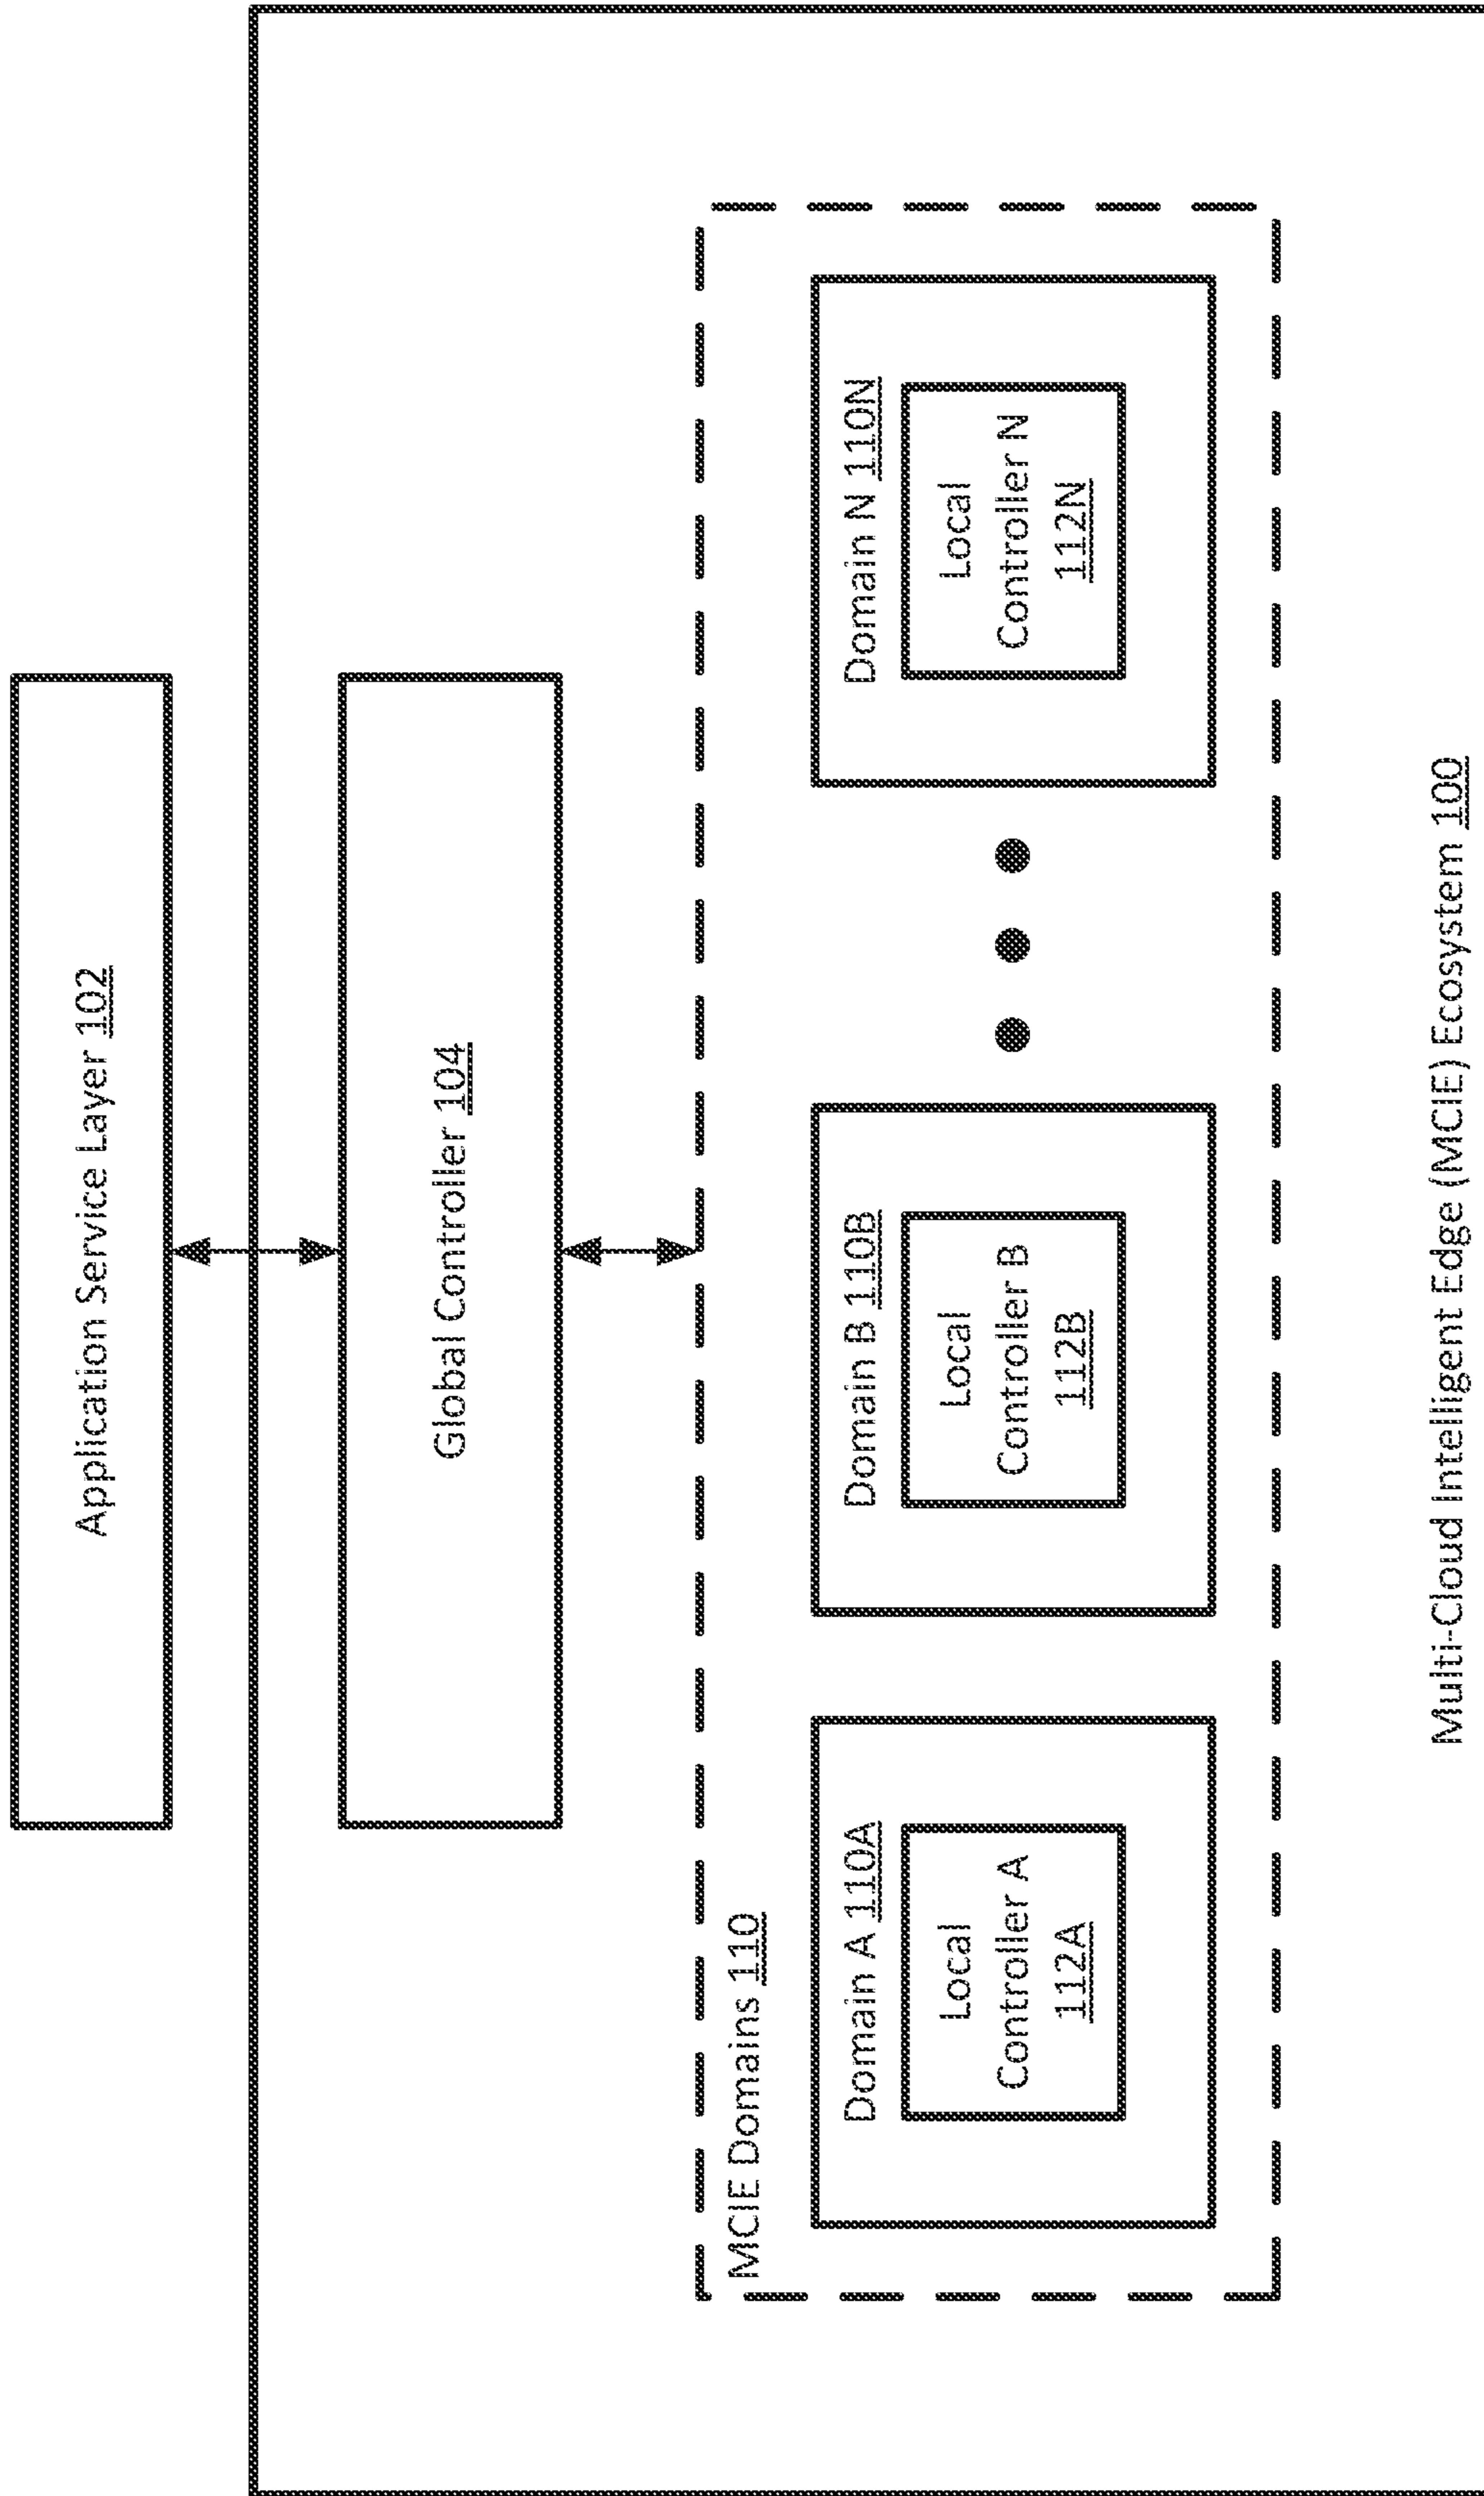 Application Service Layer 102
Global Controller 104
MCIE Domains 110
Domain A 110A
Local
Controller A
112A
Domain B 110B
Local
Controller B
112B
Domain N 110N
Local
Controller N
112N
Multi-Cloud Intelligent Edge (MCIE) Ecosystem 100